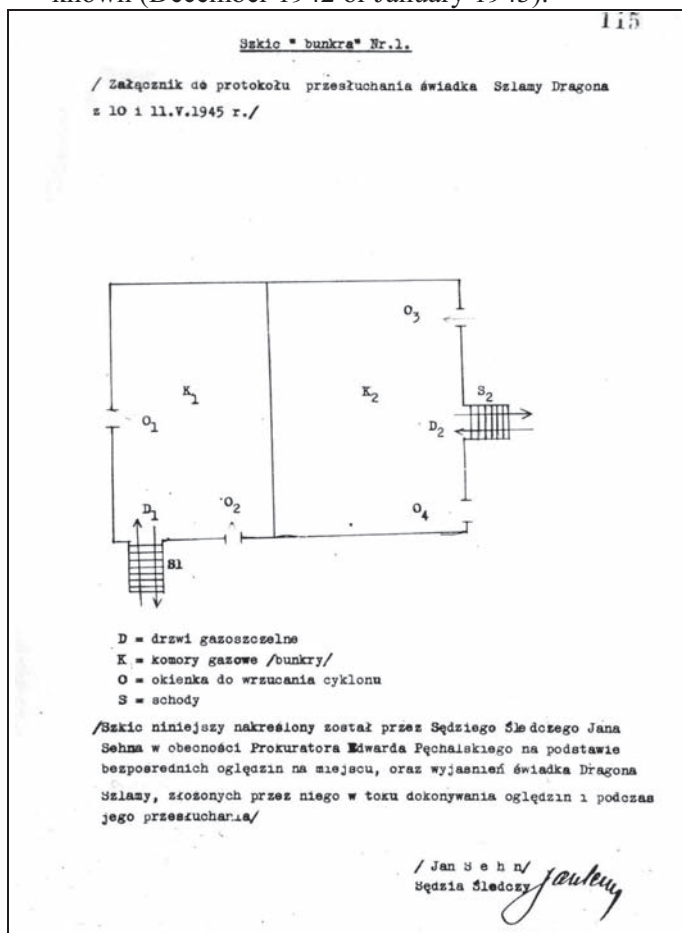 known (December 1942 or January 1943).
115
Szkic " bunkra" Nr.1.
/ Załącznik do protokołu przesłuchania świadka Szlamy Dragona
z 10 i 11.V.1945 r./
O3
K1
K2
S2
O1
D2
D1
O2
O4
S1
D = drzwi gazoszczelne
K = komory gazowe /bunkry/
O = okienka do wrzucania cyklonu
S = schody
/Szkic niniejszy nakreślony został przez Sędziego Śledczego Jana
Sehna w obecności Prokuratora Edwarda Pęchalskiego na podstawie
bezpośrednich oględzin na miejscu, oraz wyjaśnień świadka Dragona
Szlamy, złożonych przez niego w toku dokonywania oględzin i podczas
jego przesłuchania/
/ Jan S e h n/
Sędzia Śledczy